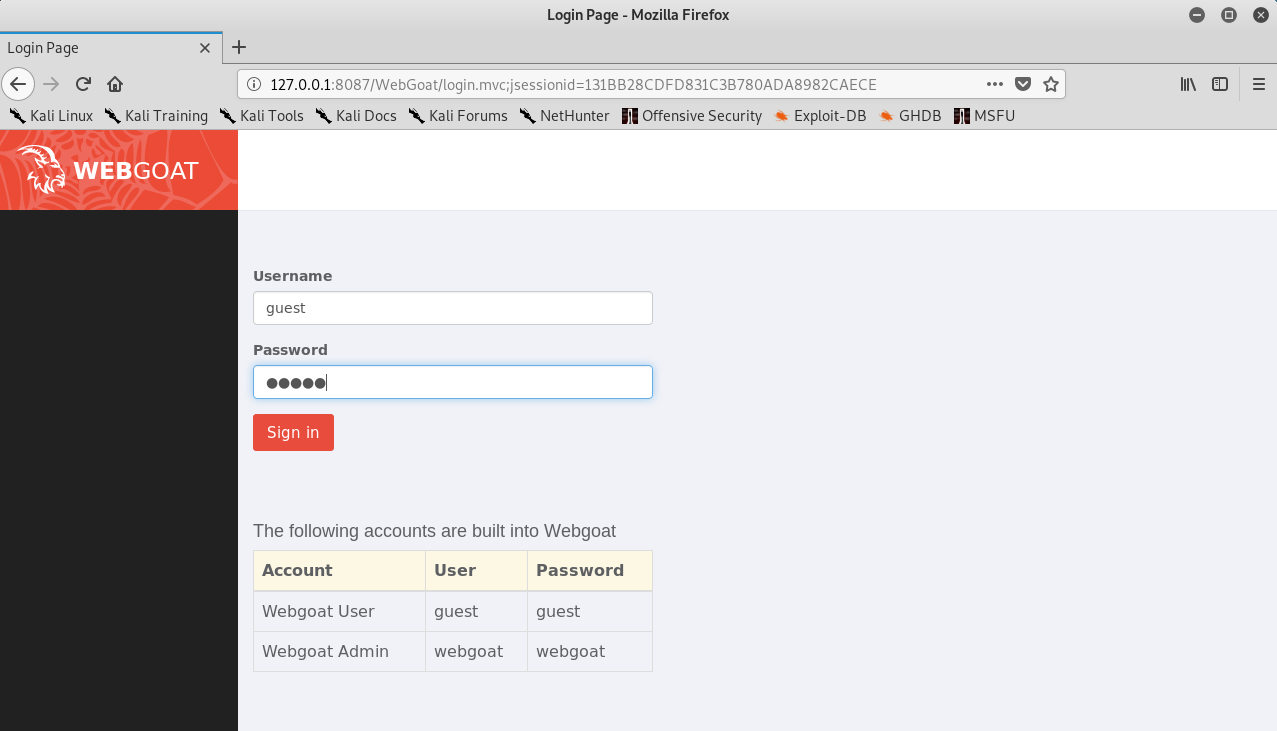 Login Page - Mozilla Firefox
Login Page
127.0.0.1:8087/WebGoat/login.mvc;jsessionid=131BB28CDFD831C3B780ADA8982CAECE
Kali Linux Kali Training Kali Tools Kali Docs Kali Forums NetHunter Offensive Security Exploit-DB GHDB MSFU
WEBGOAT
Username
guest
Password
●●●●●
Sign in
The following accounts are built into Webgoat
Account User Password
Webgoat User guest guest
Webgoat Admin webgoat webgoat